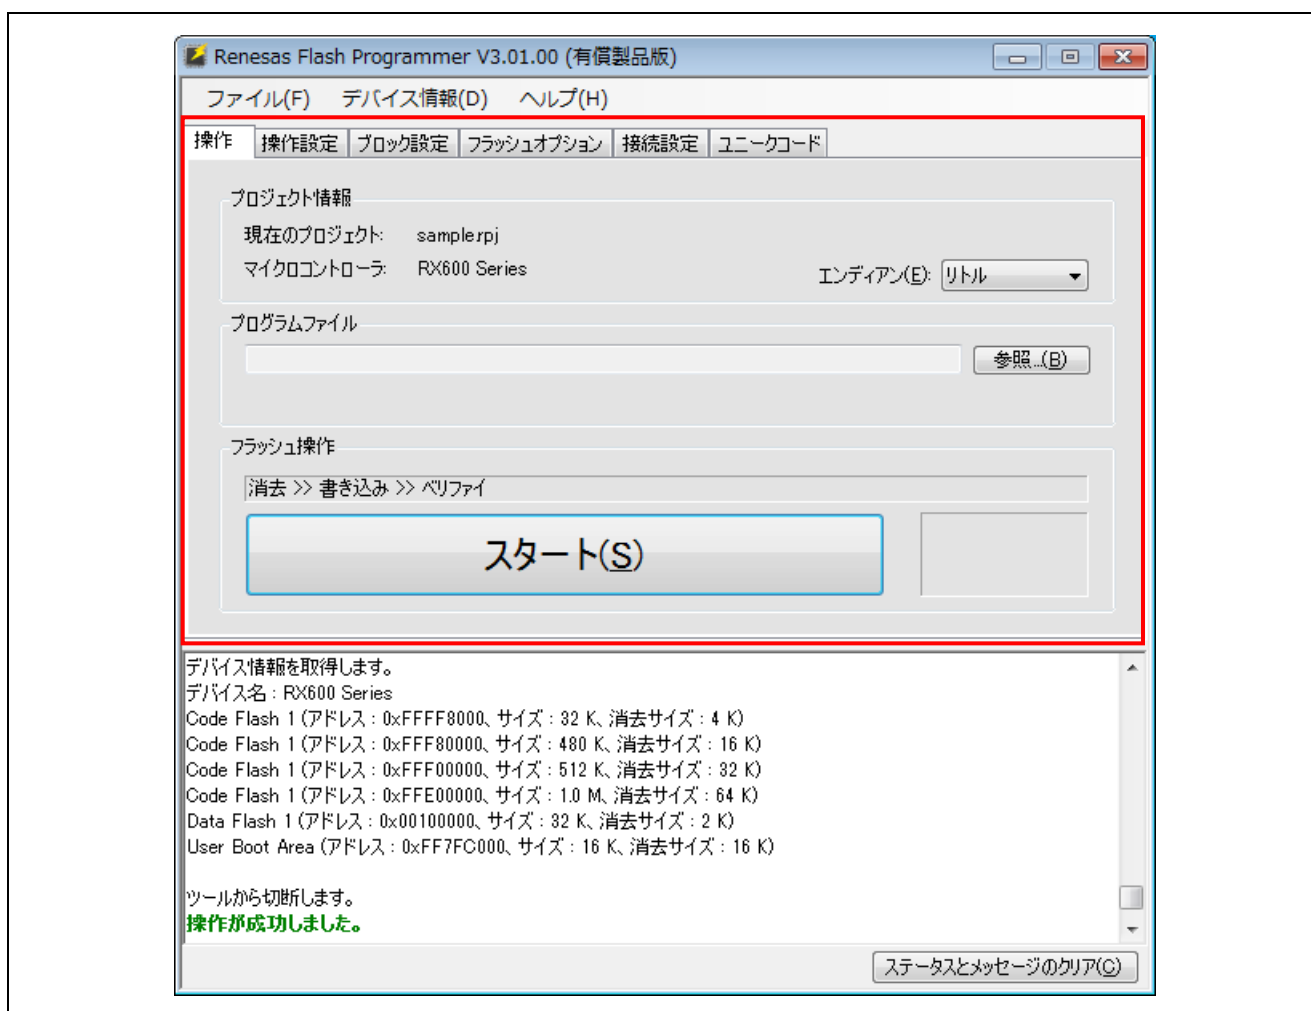 Renesas Flash Programmer V3.01.00 (有償製品版)
ファイル(F) デバイス情報(D) ヘルプ(H)
操作 操作設定 ブロック設定 フラッシュオプション 接続設定 ユニークコード
プロジェクト情報
現在のプロジェクト: sample.rpj
マイクロコントローラ: RX600 Series エンディアン(E): リトル
プログラムファイル
参照...(B)
フラッシュ操作
消去 >> 書き込み >> ベリファイ
スタート(S)
デバイス情報を取得します。
デバイス名 : RX600 Series
Code Flash 1 (アドレス : 0xFFFF8000、サイズ : 32 K、消去サイズ : 4 K)
Code Flash 1 (アドレス : 0xFFF80000、サイズ : 480 K、消去サイズ : 16 K)
Code Flash 1 (アドレス : 0xFFF00000、サイズ : 512 K、消去サイズ : 32 K)
Code Flash 1 (アドレス : 0xFFE00000、サイズ : 1.0 M、消去サイズ : 64 K)
Data Flash 1 (アドレス : 0x00100000、サイズ : 32 K、消去サイズ : 2 K)
User Boot Area (アドレス : 0xFF7FC000、サイズ : 16 K、消去サイズ : 16 K)
ツールから切断します。
操作が成功しました。
ステータスとメッセージのクリア(C)